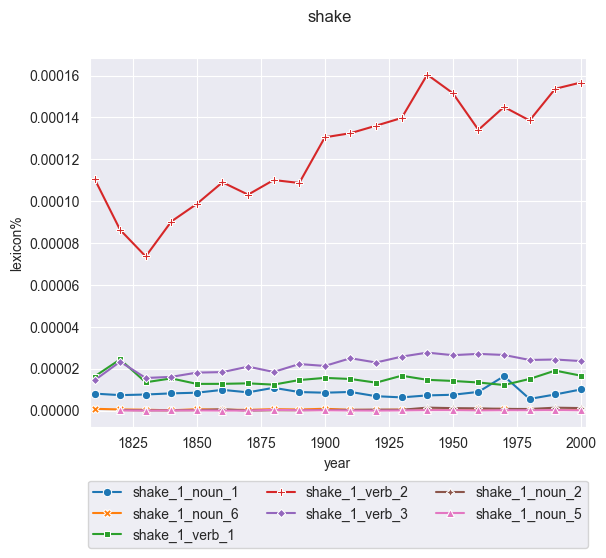 shake
0.00016
0.00014
0.00012
0.00010
0.00008
0.00006
0.00004
0.00002
0.00000
lexicon%
1825 1850 1875 1900 1925 1950 1975 2000
year
shake_1_noun_1 shake_1_verb_2 shake_1_noun_2
shake_1_noun_6 shake_1_verb_3 shake_1_noun_5
shake_1_verb_1